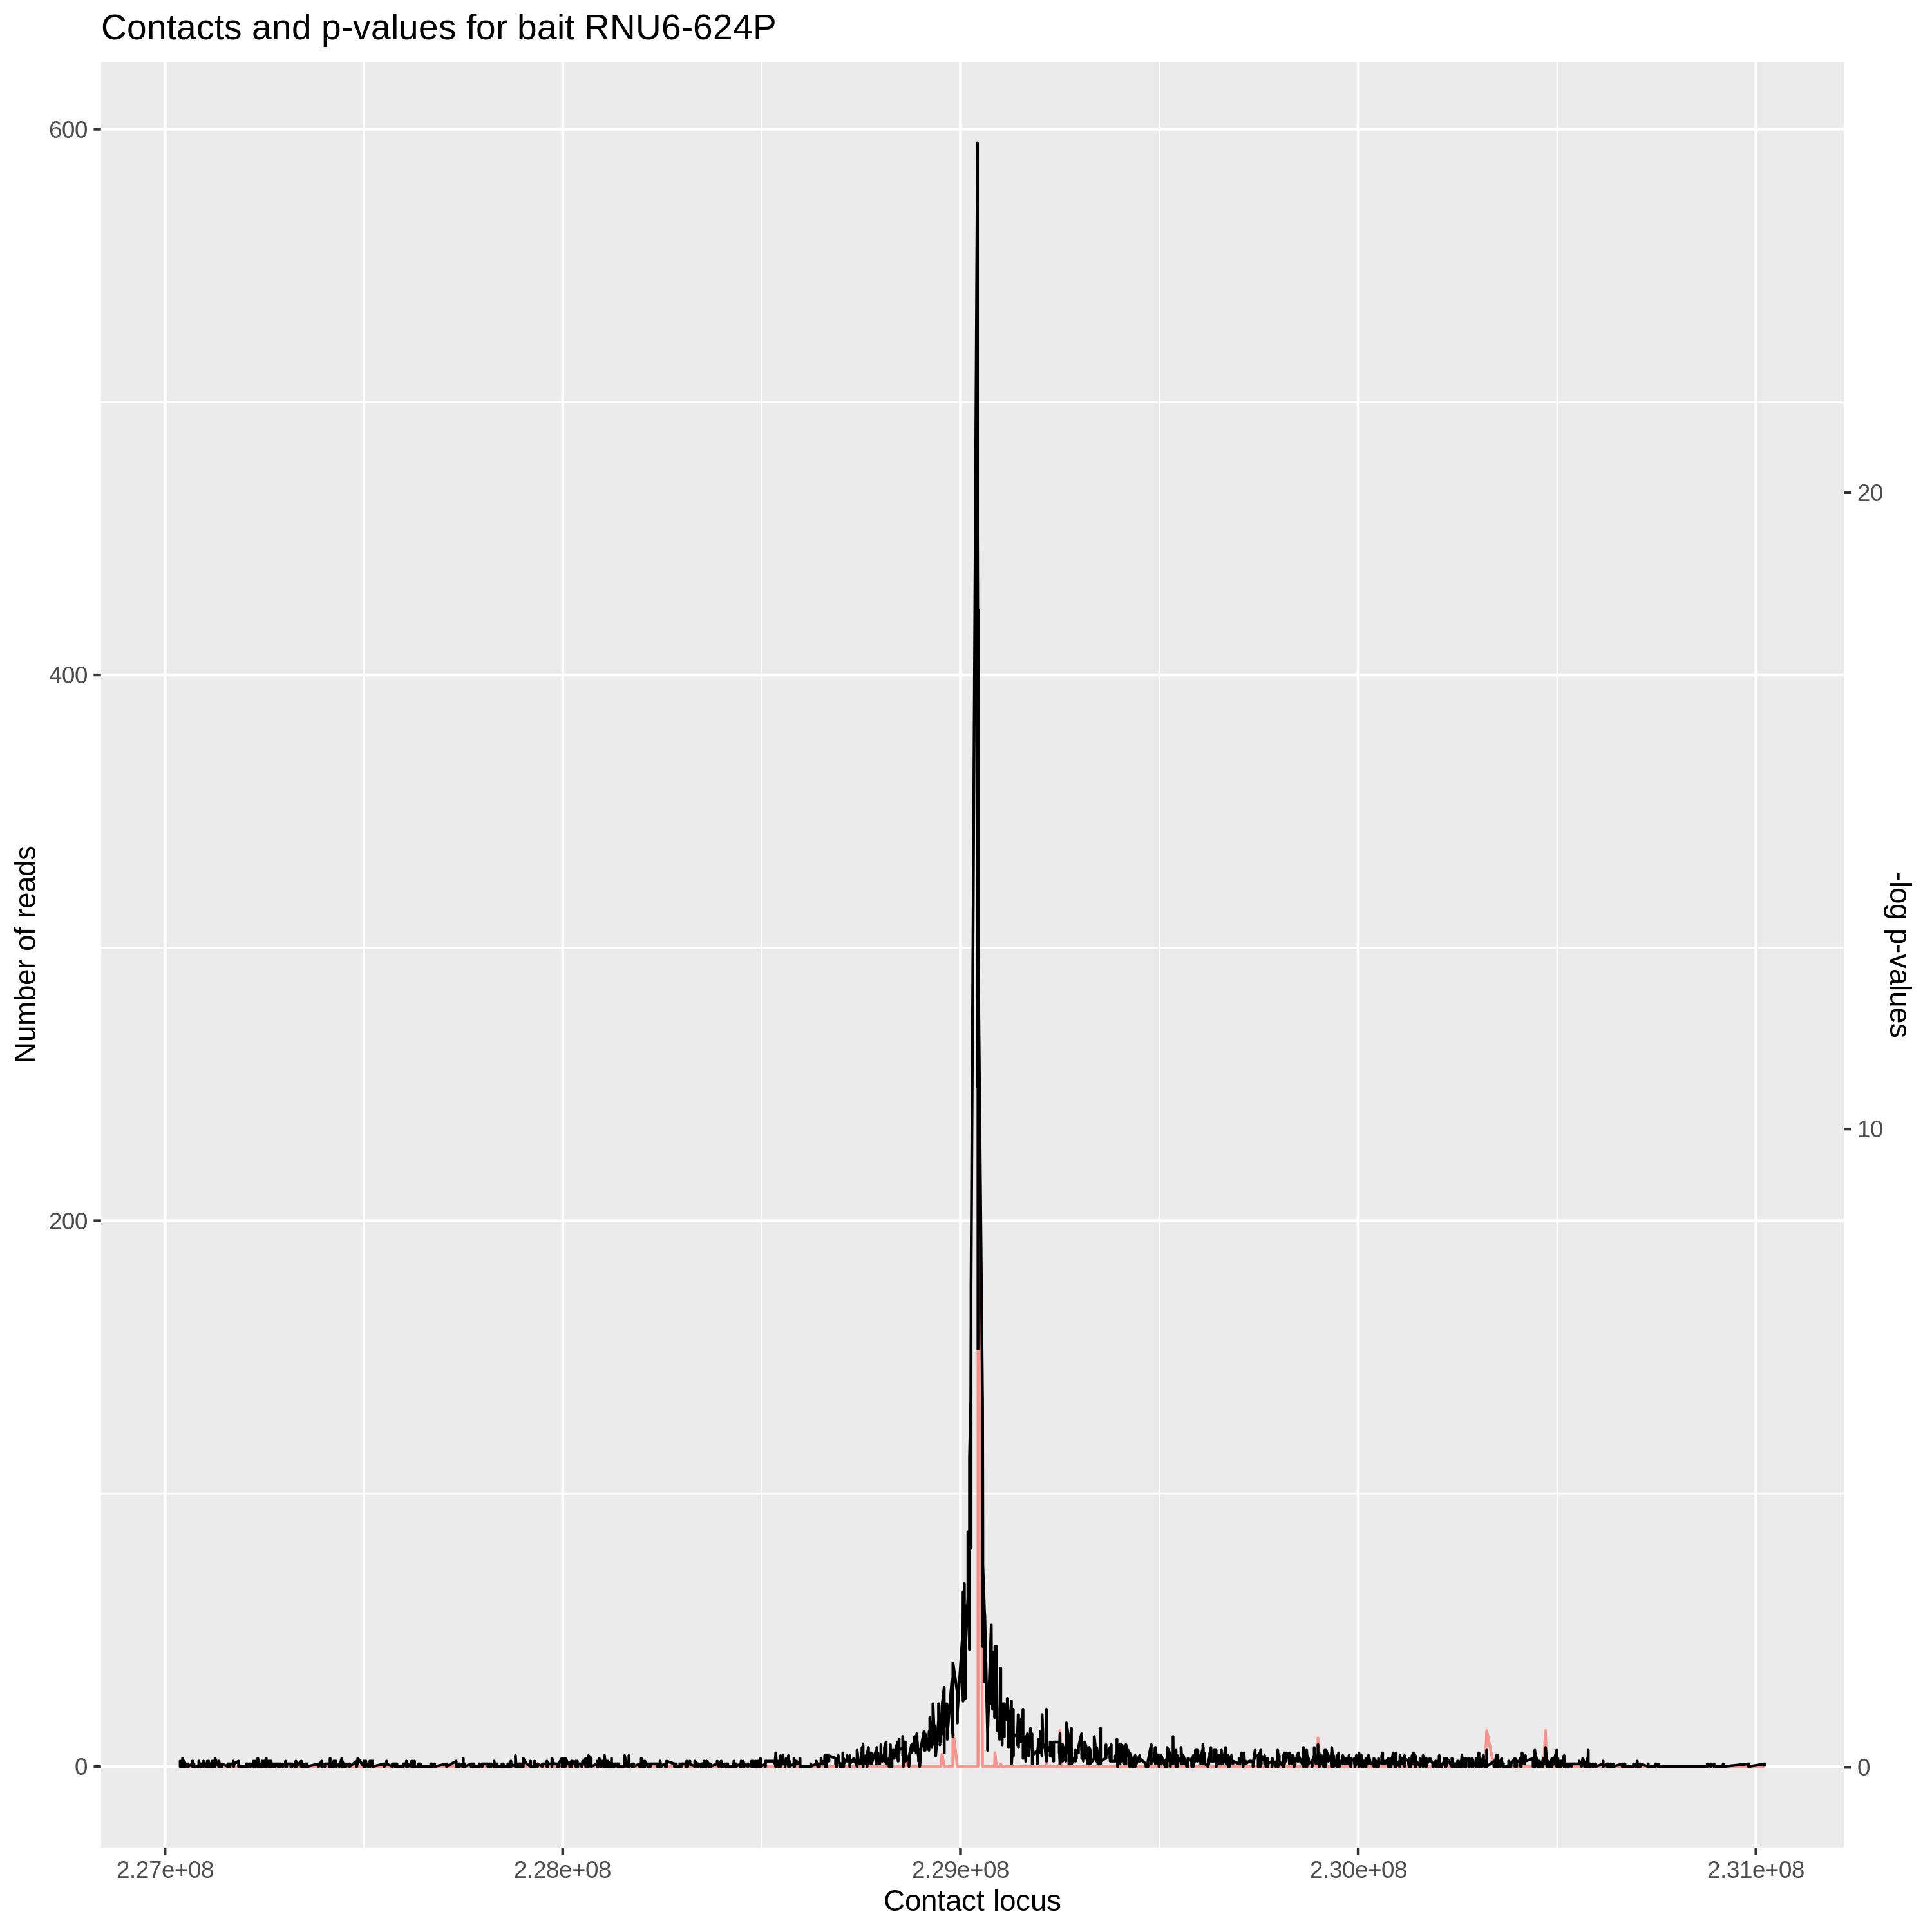 Contacts and p-values for bait RNU6-624P
600
400
200
0
Number of reads
20
10
0
-log p-values
2.27e+08
2.28e+08
2.29e+08
2.30e+08
2.31e+08
Contact locus